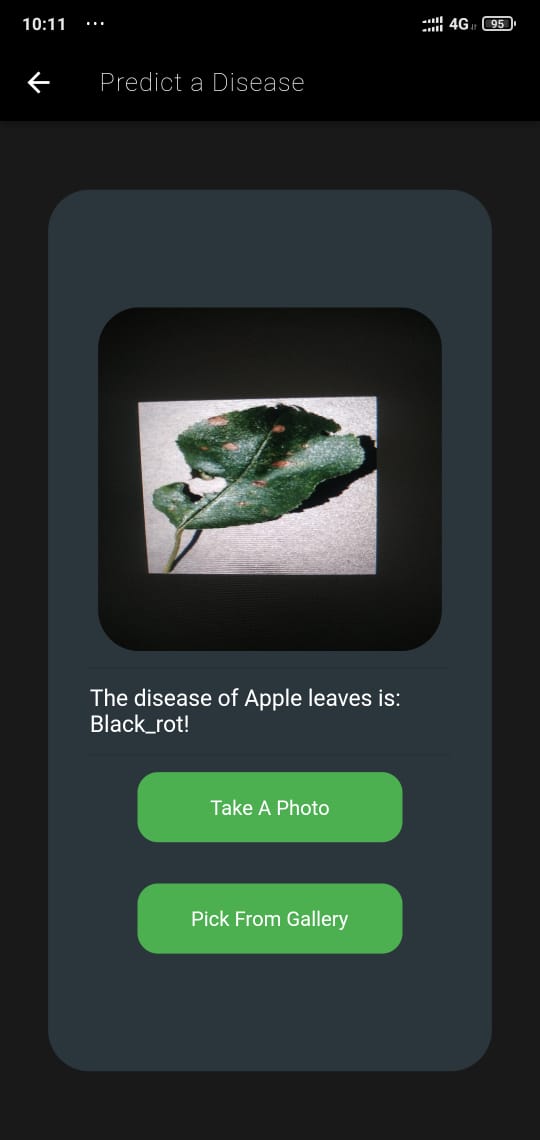 10:11 ... 4G 95
Predict a Disease
The disease of Apple leaves is:
Black_rot!
Take A Photo
Pick From Gallery